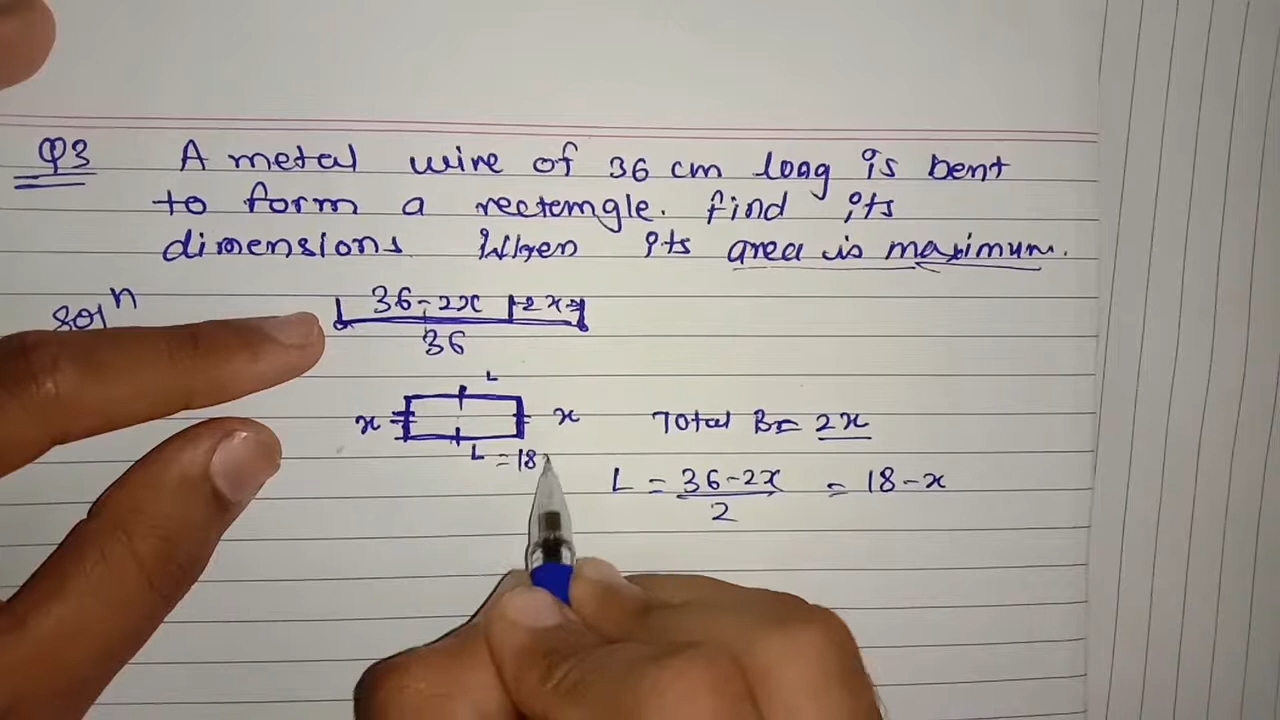 Q3 A metal wire of 36 cm long is bent
to form a rectemgle. find its
dimensions when its area is maximum.
solⁿ
36-2x 2x
36
L
x x Total B = 2x
L = 18
L = 36-2x / 2 = 18-x